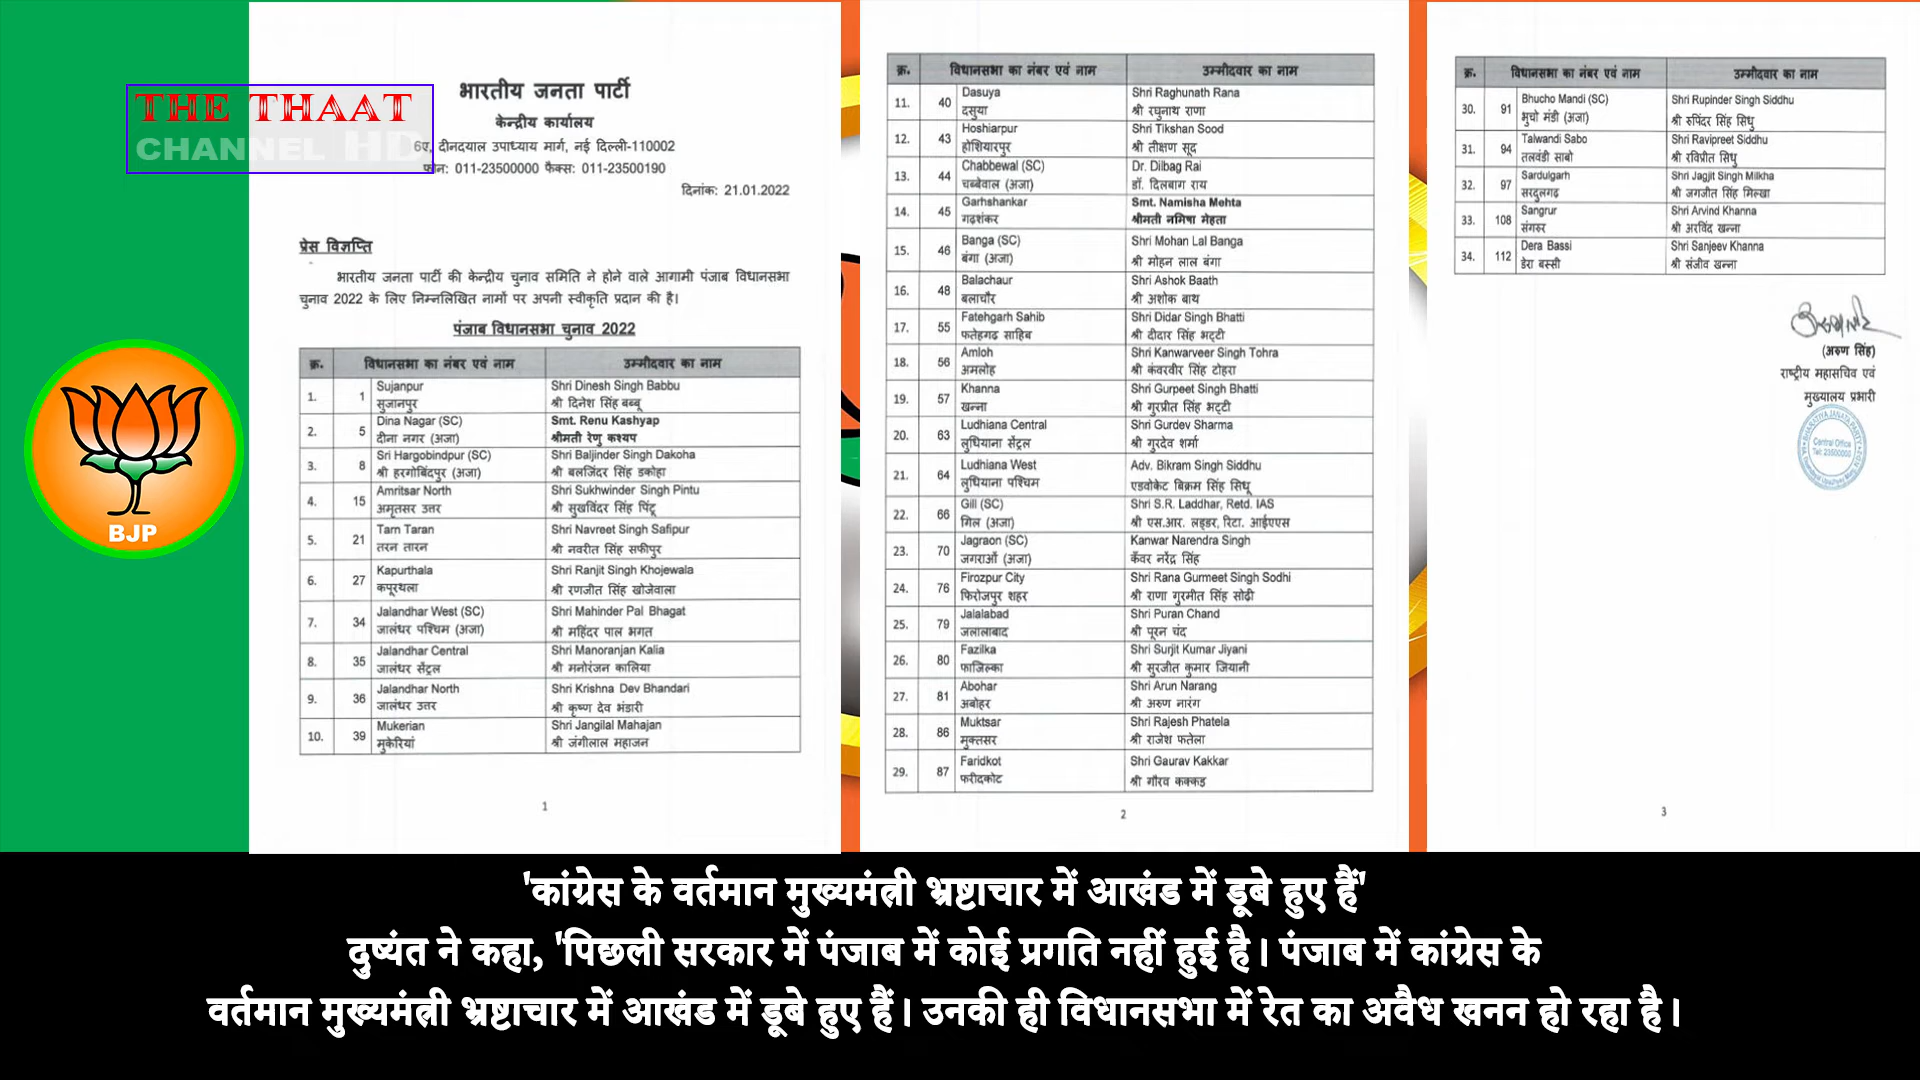 THE THAAT
CHANNEL HD
भारतीय जनता पार्टी
केन्द्रीय कार्यालय
6ए, दीनदयाल उपाध्याय मार्ग, नई दिल्ली-110002
फोन: 011-23500000 फैक्स: 011-23500190
दिनांक: 21.01.2022
प्रेस विज्ञप्ति
भारतीय जनता पार्टी की केन्द्रीय चुनाव समिति ने होने वाले आगामी पंजाब विधानसभा
चुनाव 2022 के लिए निम्नलिखित नामों पर अपनी स्वीकृति प्रदान की है।
पंजाब विधानसभा चुनाव 2022
क्र. विधानसभा का नंबर एवं नाम उम्मीदवार का नाम
1. 1 Sujanpur Shri Dinesh Singh Babbu
सुजानपुर श्री दिनेश सिंह बब्बू
2. 5 Dina Nagar (SC) Smt. Renu Kashyap
दीना नगर (अजा) श्रीमती रेणु कश्यप
3. 8 Sri Hargobindpur (SC) Shri Baljinder Singh Dakoha
श्री हरगोबिंदपुर (अजा) श्री बलजिंदर सिंह डकोहा
4. 15 Amritsar North Shri Sukhwinder Singh Pintu
अमृतसर उत्तर श्री सुखविंदर सिंह पिंटू
5. 21 Tarn Taran Shri Navreet Singh Safipur
तरन तारन श्री नवरीत सिंह सफीपुर
6. 27 Kapurthala Shri Ranjit Singh Khojewala
कपूरथला श्री रणजीत सिंह खोजेवाला
7. 34 Jalandhar West (SC) Shri Mahinder Pal Bhagat
जालंधर पश्चिम (अजा) श्री महिंदर पाल भगत
8. 35 Jalandhar Central Shri Manoranjan Kalia
जालंधर सेंट्रल श्री मनोरंजन कालिया
9. 36 Jalandhar North Shri Krishna Dev Bhandari
जालंधर उत्तर श्री कृष्ण देव भंडारी
10. 39 Mukerian Shri Jangilal Mahajan
मुकेरियां श्री जंगीलाल महाजन
1
क्र. विधानसभा का नंबर एवं नाम उम्मीदवार का नाम
11. 40 Dasuya Shri Raghunath Rana
दसुया श्री रघुनाथ राणा
12. 43 Hoshiarpur Shri Tikshan Sood
होशियारपुर श्री तीक्षण सूद
13. 44 Chabbewal (SC) Dr. Dilbag Rai
चब्बेवाल (अजा) डॉ. दिलबाग राय
14. 45 Garhshankar Smt. Namisha Mehta
गढ़शंकर श्रीमती नमिषा मेहता
15. 46 Banga (SC) Shri Mohan Lal Banga
बंगा (अजा) श्री मोहन लाल बंगा
16. 48 Balachaur Shri Ashok Baath
बलाचौर श्री अशोक बाथ
17. 55 Fatehgarh Sahib Shri Didar Singh Bhatti
फतेहगढ साहिब श्री दीदार सिंह भट्टी
18. 56 Amloh Shri Kanwarveer Singh Tohra
अमलोह श्री कंवरवीर सिंह टोहरा
19. 57 Khanna Shri Gurpeet Singh Bhatti
खन्ना श्री गुरप्रीत सिंह भट्टी
20. 63 Ludhiana Central Shri Gurdev Sharma
लुधियाना सेंट्रल श्री गुरदेव शर्मा
21. 64 Ludhiana West Adv. Bikram Singh Siddhu
लुधियाना पश्चिम एडवोकेट बिक्रम सिंह सिधू
22. 66 Gill (SC) Shri S.R. Laddhar, Retd. IAS
गिल (अजा) श्री एस.आर. लद्दर, रिटा. आईएएस
23. 70 Jagraon (SC) Kanwar Narendra Singh
जगराओं (अजा) कँवर नरेंद्र सिंह
24. 76 Firozpur City Shri Rana Gurmeet Singh Sodhi
फिरोजपुर शहर श्री राणा गुरमीत सिंह सोढ़ी
25. 79 Jalalabad Shri Puran Chand
जलालाबाद श्री पूरन चंद
26. 80 Fazilka Shri Surjit Kumar Jiyani
फाजिल्का श्री सुरजीत कुमार जियानी
27. 81 Abohar Shri Arun Narang
अबोहर श्री अरुण नारंग
28. 86 Muktsar Shri Rajesh Phatela
मुक्तसर श्री राजेश फतेला
29. 87 Faridkot Shri Gaurav Kakkar
फरीदकोट श्री गौरव कक्कड़
2
क्र. विधानसभा का नंबर एवं नाम उम्मीदवार का नाम
30. 91 Bhucho Mandi (SC) Shri Rupinder Singh Siddhu
भुचो मंडी (अजा) श्री रुपिंदर सिंह सिधु
31. 94 Talwandi Sabo Shri Ravipreet Siddhu
तलवंडी साबो श्री रविप्रीत सिधु
32. 97 Sardulgarh Shri Jagjit Singh Milkha
सरदुलगढ़ श्री जगजीत सिंह मिल्खा
33. 108 Sangrur Shri Arvind Khanna
संगरुर श्री अरविंद खन्ना
34. 112 Dera Bassi Shri Sanjeev Khanna
डेरा बस्सी श्री संजीव खन्ना
(अरुण सिंह)
राष्ट्रीय महासचिव एवं
मुख्यालय प्रभारी
BHARATIYA JANATA PARTY
Central Office
Tel: 23500000
3
BJP
'कांग्रेस के वर्तमान मुख्यमंत्री भ्रष्टाचार में आखंड में डूबे हुए हैं'
दुष्यंत ने कहा, 'पिछली सरकार में पंजाब में कोई प्रगति नहीं हुई है। पंजाब में कांग्रेस के
वर्तमान मुख्यमंत्री भ्रष्टाचार में आखंड में डूबे हुए हैं। उनकी ही विधानसभा में रेत का अवैध खनन हो रहा है।